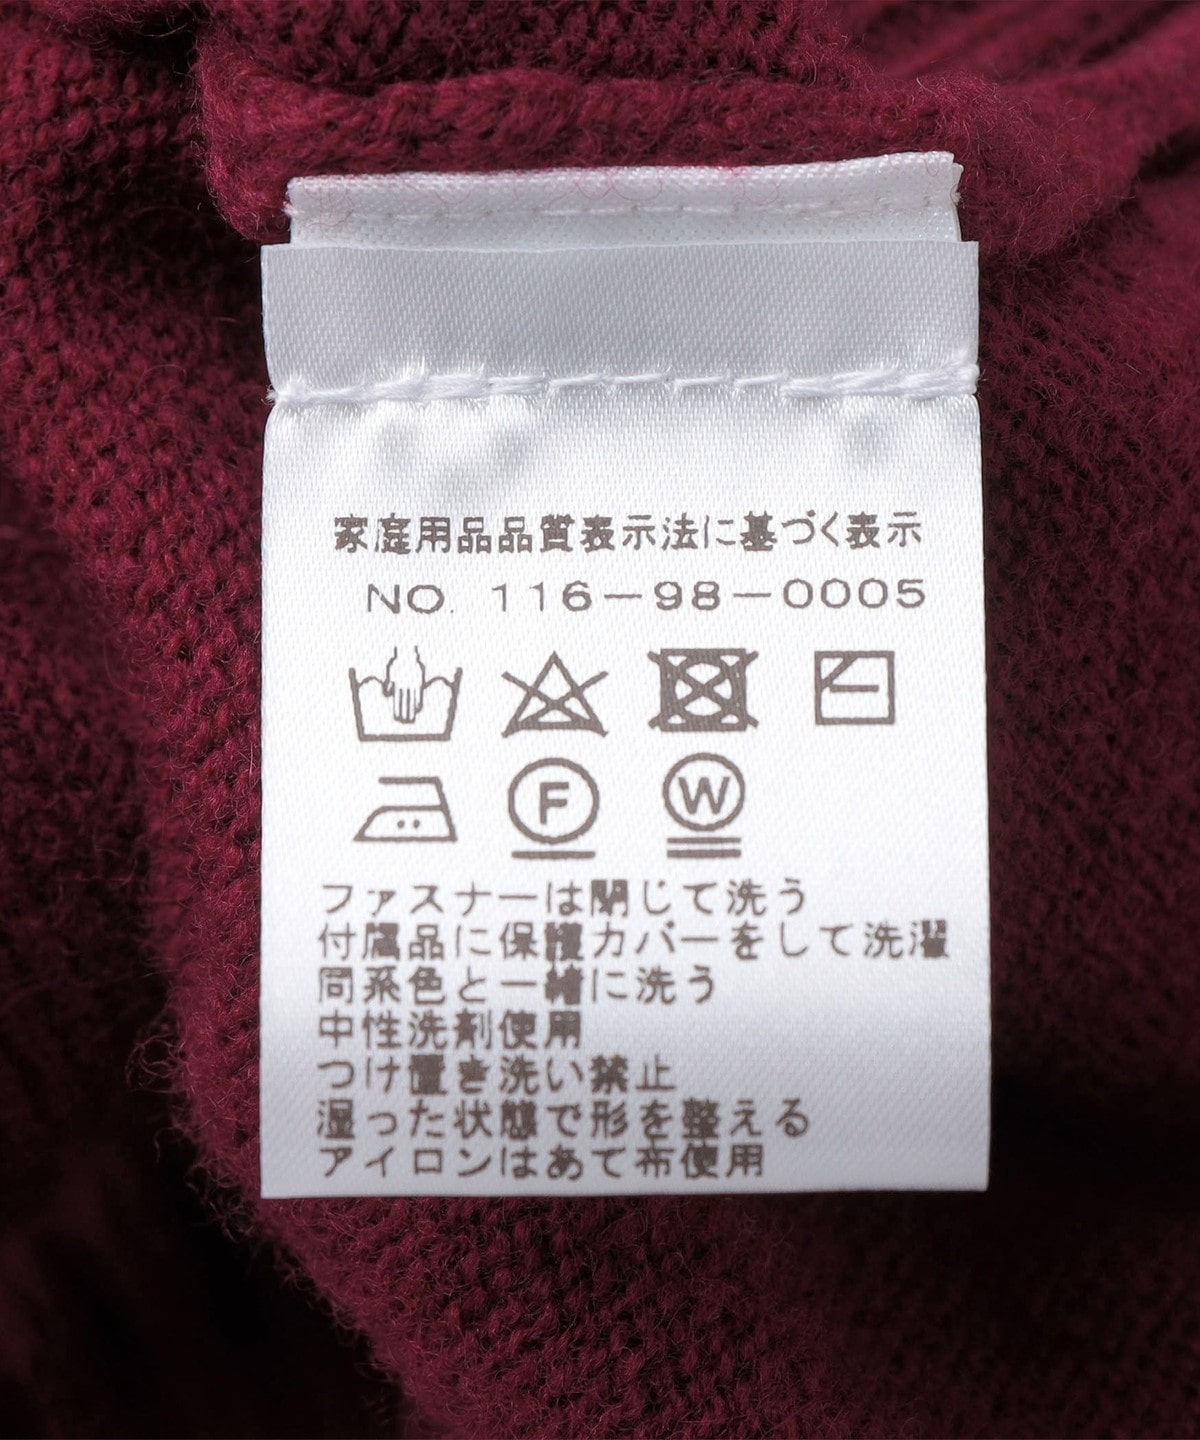 家庭用品品質表示法に基づく表示
NO. 116-98-0005
F W
ファスナーは閉じて洗う
付属品に保護カバーをして洗濯
同系色と一緒に洗う
中性洗剤使用
つけ置き洗い禁止
湿った状態で形を整える
アイロンはあて布使用